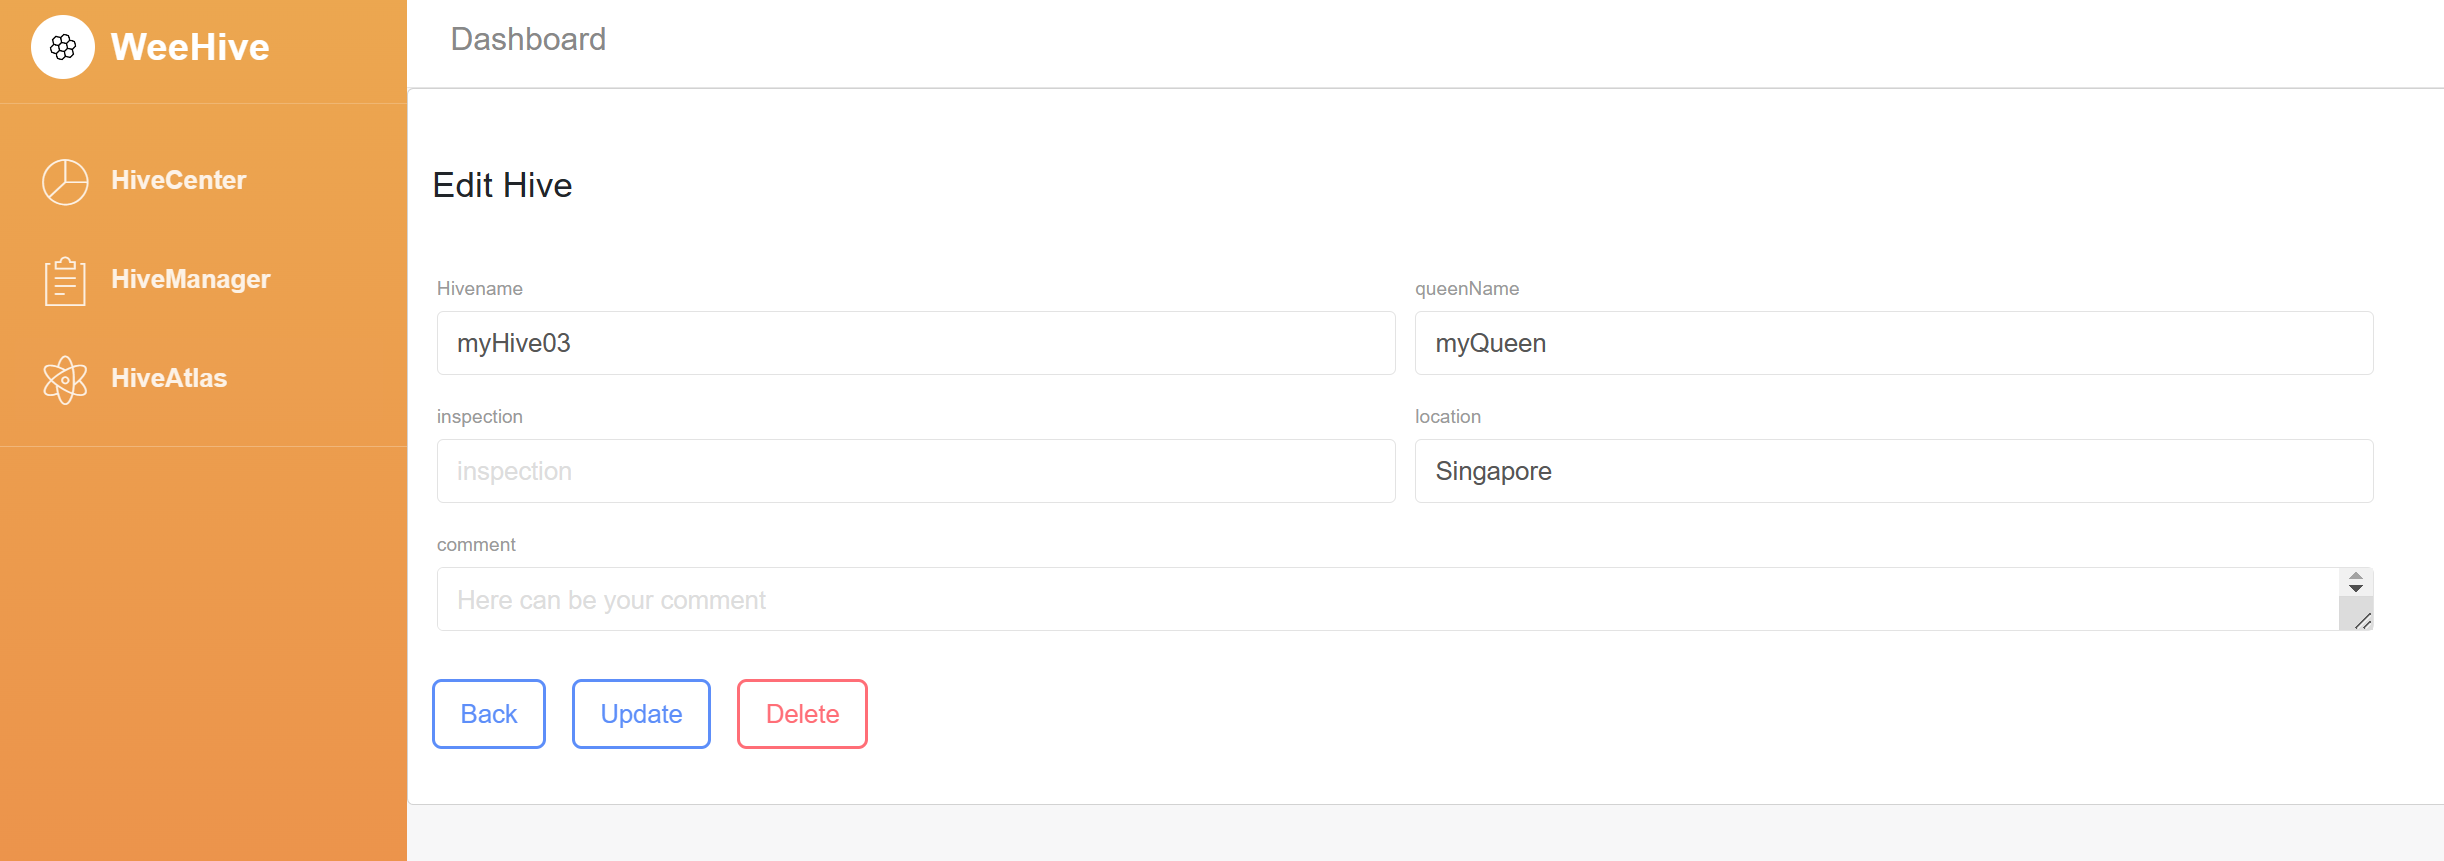 WeeHive
Dashboard
HiveCenter
HiveManager
HiveAtlas
Edit Hive
Hivename
queenName
myHive03
myQueen
inspection
location
inspection
Singapore
comment
Here can be your comment
Back
Update
Delete